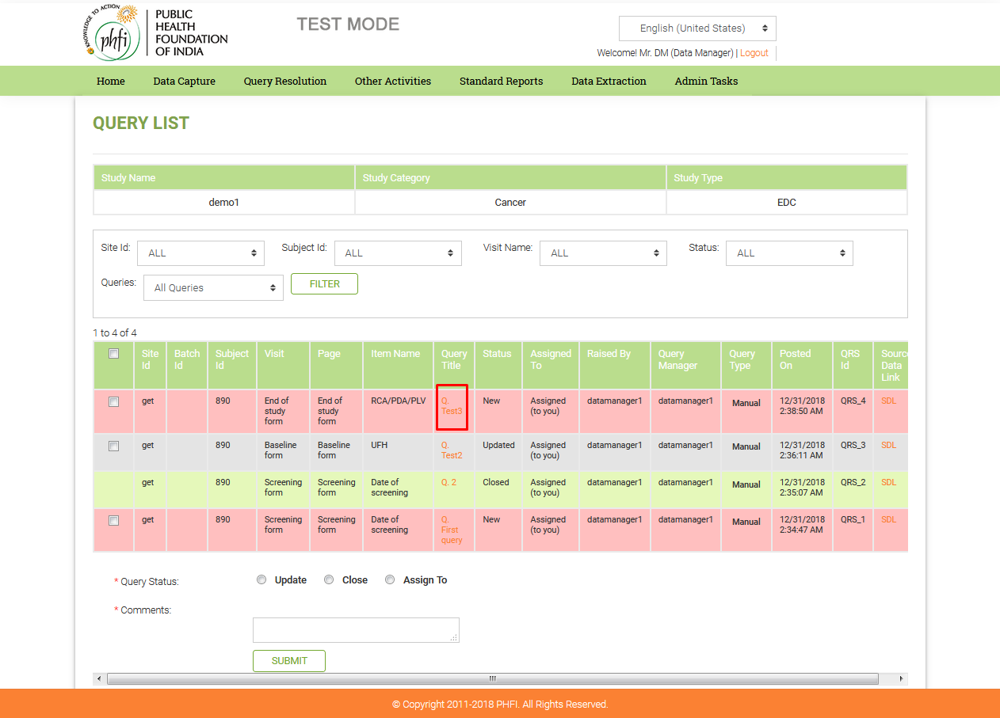 KNOWLEDGE TO ACTION
phfi
PUBLIC
HEALTH
FOUNDATION
OF INDIA
TEST MODE
English (United States)
Welcome! Mr. DM (Data Manager) | Logout
Home Data Capture Query Resolution Other Activities Standard Reports Data Extraction Admin Tasks
QUERY LIST
Study Name Study Category Study Type
demo1 Cancer EDC
Site Id: ALL Subject Id: ALL Visit Name: ALL Status: ALL
Queries: All Queries FILTER
1 to 4 of 4
Site Batch Subject Visit Page Item Name Query Status Assigned Raised By Query Query Posted QRS Source
Id Id Id Title To Manager Type On Id Data
Link
get 890 End of End of RCA/PDA/PLV Q. New Assigned datamanager1 datamanager1 Manual 12/31/2018 QRS_4 SDL
study study Test3 (to you) 2:38:50 AM
form form
get 890 Baseline Baseline UFH Q. Updated Assigned datamanager1 datamanager1 Manual 12/31/2018 QRS_3 SDL
form form Test2 (to you) 2:36:11 AM
get 890 Screening Screening Date of Q. 2 Closed Assigned datamanager1 datamanager1 Manual 12/31/2018 QRS_2 SDL
form form screening (to you) 2:35:07 AM
get 890 Screening Screening Date of Q. New Assigned datamanager1 datamanager1 Manual 12/31/2018 QRS_1 SDL
form form screening First (to you) 2:34:47 AM
query
* Query Status: Update Close Assign To
* Comments:
SUBMIT
© Copyright 2011-2018 PHFI. All Rights Reserved.